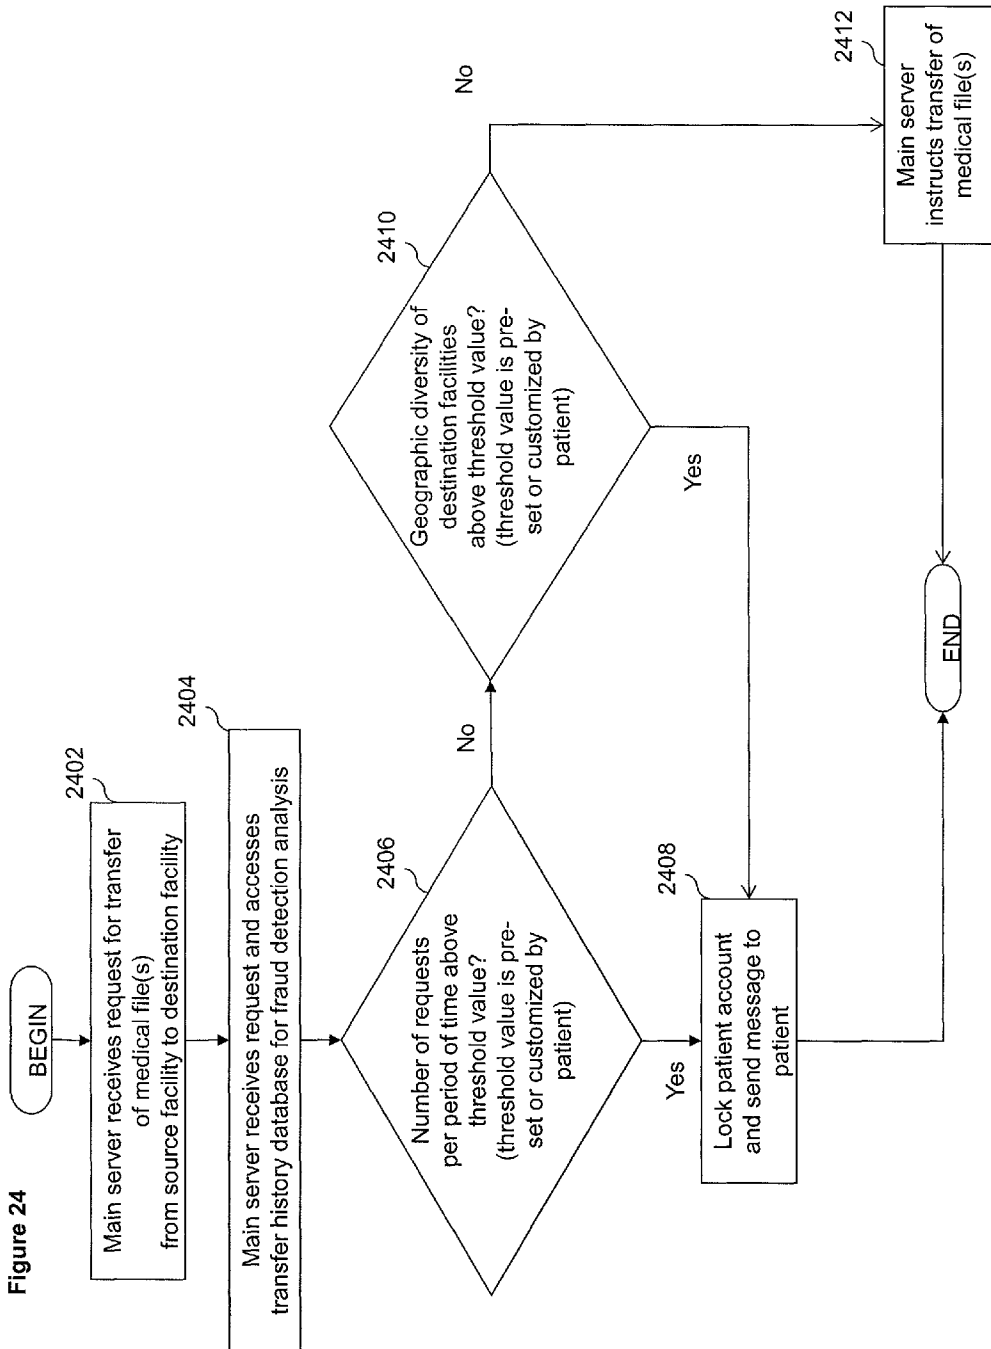 Figure 24
BEGIN
2402
Main server receives request for transfer
of medical file(s)
from source facility to destination facility
2404
Main server receives request and accesses
transfer history database for fraud detection analysis
2406
Number of requests
per period of time above
threshold value?
(threshold value is pre-
set or customized by
patient)
No
Yes
2410
Geographic diversity of
destination facilities
above threshold value?
(threshold value is pre-
set or customized by
patient)
No
Yes
2408
Lock patient account
and send message to
patient
2412
Main server
instructs transfer of
medical file(s)
END